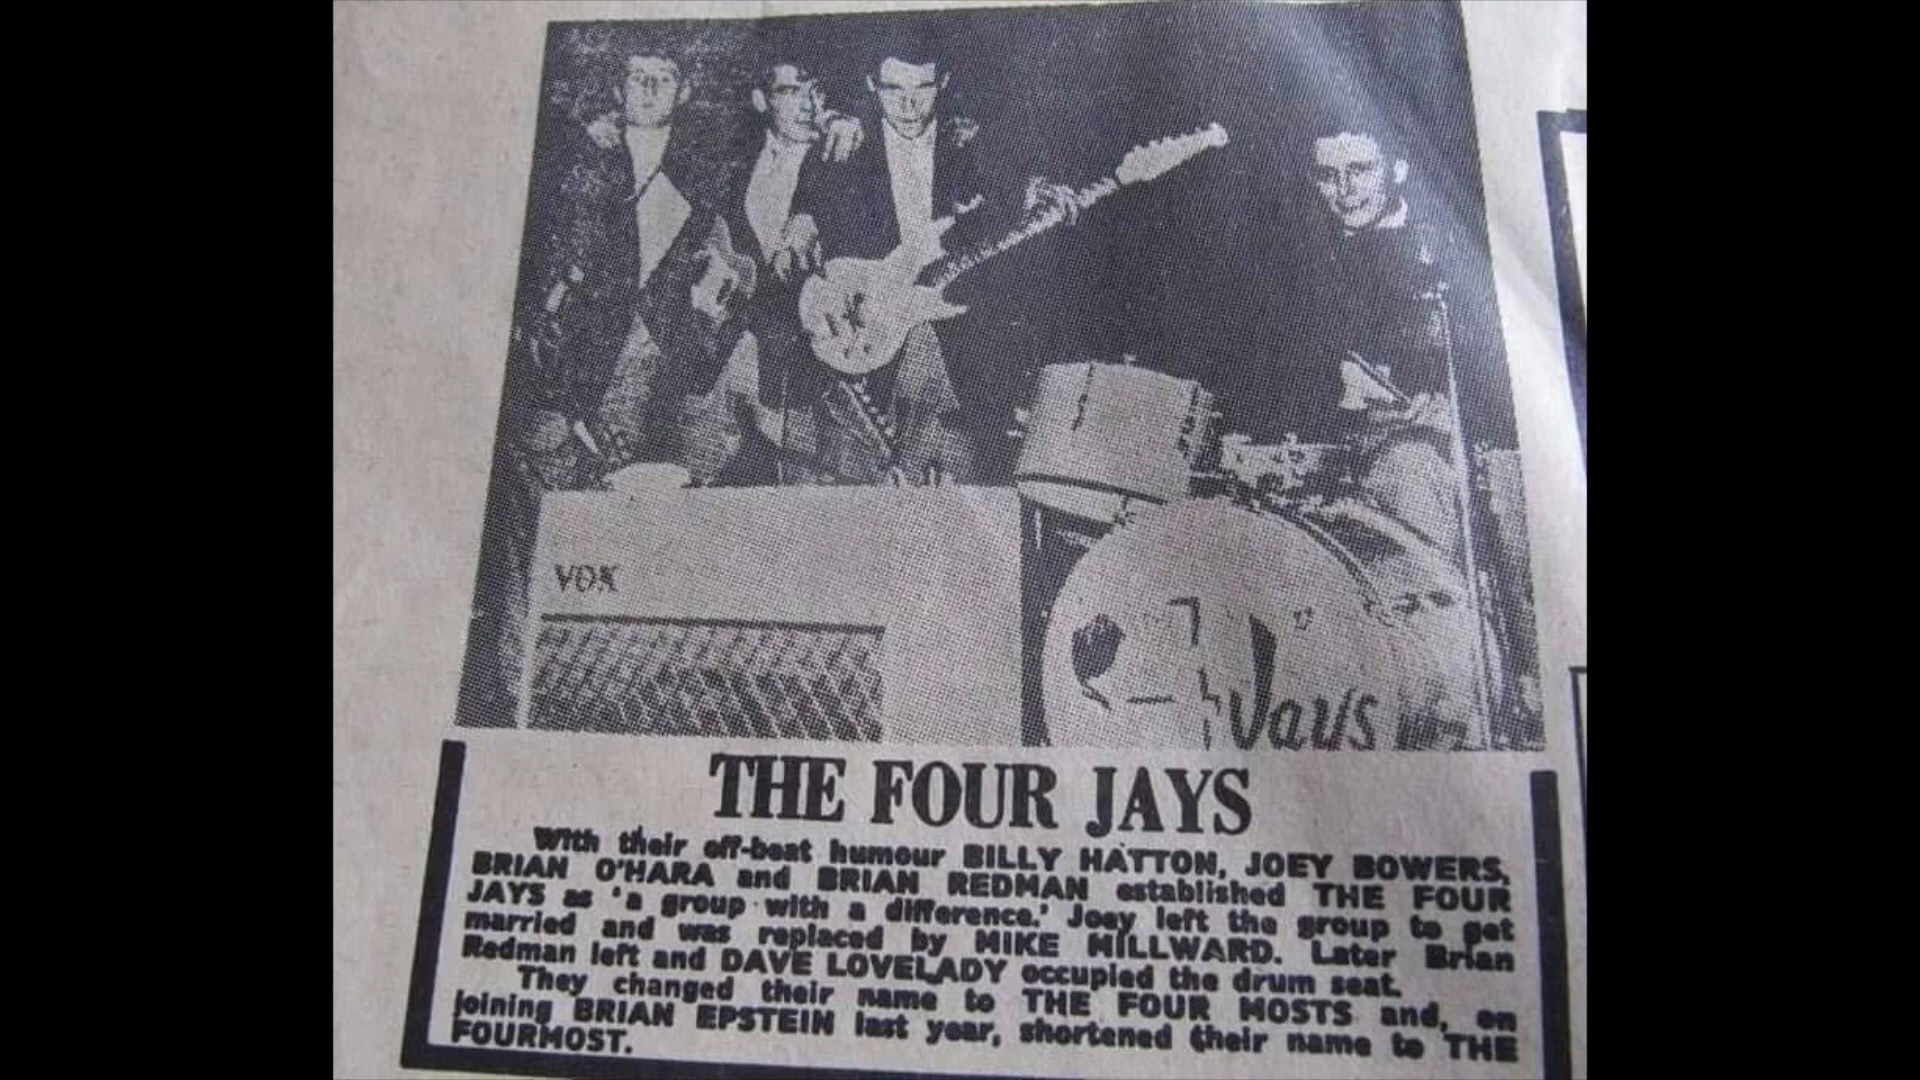 VOX
4 Jays
THE FOUR JAYS
With their off-beat humour BILLY HATTON, JOEY BOWERS,
BRIAN O'HARA and BRIAN REDMAN established THE FOUR
JAYS as 'a group with a difference.' Joey left the group to get
married and was replaced by MIKE MILLWARD. Later Brian
Redman left and DAVE LOVELADY occupied the drum seat.
They changed their name to THE FOUR MOSTS and, on
joining BRIAN EPSTEIN last year, shortened their name to THE
FOURMOST.